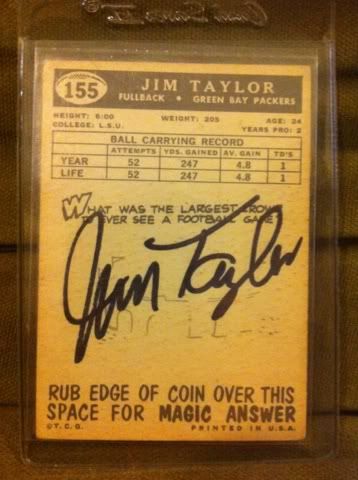 155
JIM TAYLOR
FULLBACK • GREEN BAY PACKERS
HEIGHT: 6:00 WEIGHT: 205 AGE: 24
COLLEGE: L.S.U. YEARS PRO: 2
BALL CARRYING RECORD
ATTEMPTS YDS. GAINED AV. GAIN TD'S
YEAR 52 247 4.8 1
LIFE 52 247 4.8 1
WHAT WAS THE LARGEST CROWD
TO EVER SEE A FOOTBALL GAME?
Jim Taylor
RUB EDGE OF COIN OVER THIS
SPACE FOR MAGIC ANSWER
©T.C.G. PRINTED IN U.S.A.